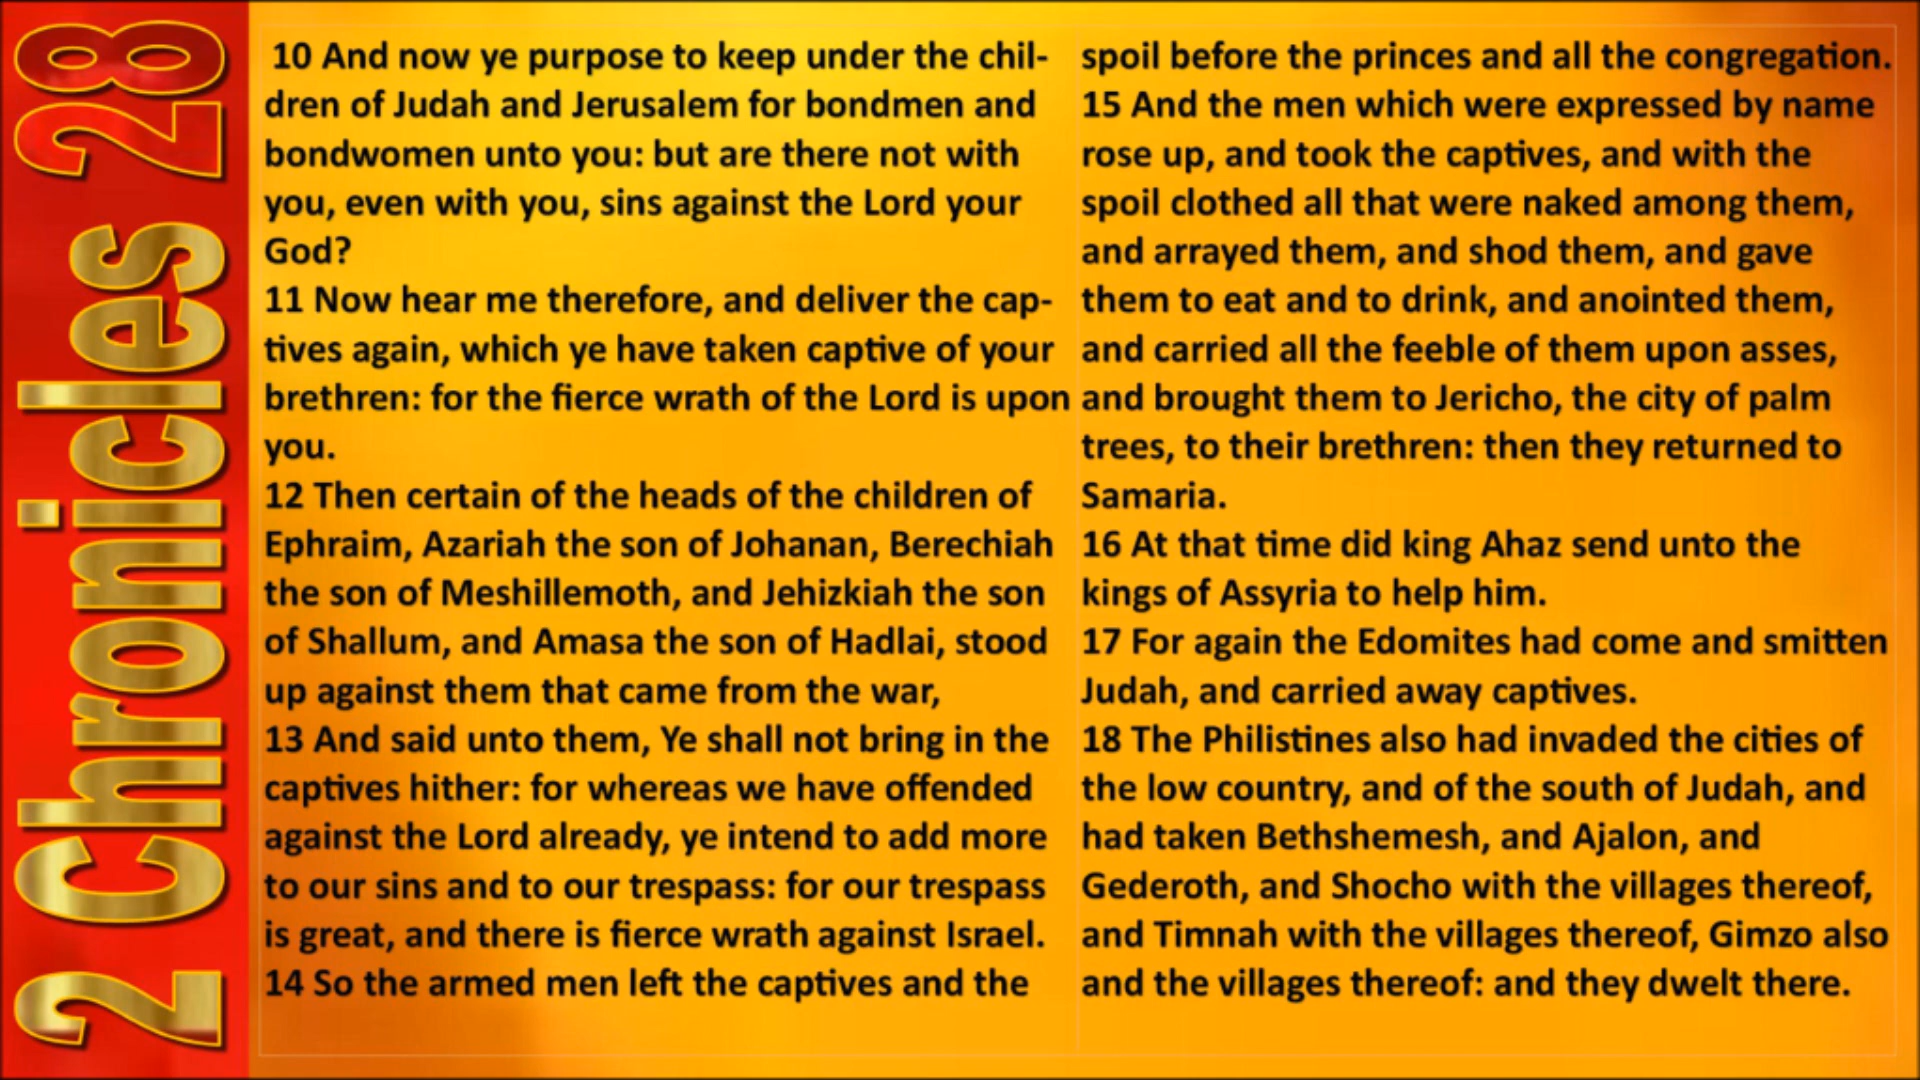 2 Chronicles 28
10 And now ye purpose to keep under the chil-
dren of Judah and Jerusalem for bondmen and
bondwomen unto you: but are there not with
you, even with you, sins against the Lord your
God?
11 Now hear me therefore, and deliver the cap-
tives again, which ye have taken captive of your
brethren: for the fierce wrath of the Lord is upon
you.
12 Then certain of the heads of the children of
Ephraim, Azariah the son of Johanan, Berechiah
the son of Meshillemoth, and Jehizkiah the son
of Shallum, and Amasa the son of Hadlai, stood
up against them that came from the war,
13 And said unto them, Ye shall not bring in the
captives hither: for whereas we have offended
against the Lord already, ye intend to add more
to our sins and to our trespass: for our trespass
is great, and there is fierce wrath against Israel.
14 So the armed men left the captives and the
spoil before the princes and all the congregation.
15 And the men which were expressed by name
rose up, and took the captives, and with the
spoil clothed all that were naked among them,
and arrayed them, and shod them, and gave
them to eat and to drink, and anointed them,
and carried all the feeble of them upon asses,
and brought them to Jericho, the city of palm
trees, to their brethren: then they returned to
Samaria.
16 At that time did king Ahaz send unto the
kings of Assyria to help him.
17 For again the Edomites had come and smitten
Judah, and carried away captives.
18 The Philistines also had invaded the cities of
the low country, and of the south of Judah, and
had taken Bethshemesh, and Ajalon, and
Gederoth, and Shocho with the villages thereof,
and Timnah with the villages thereof, Gimzo also
and the villages thereof: and they dwelt there.